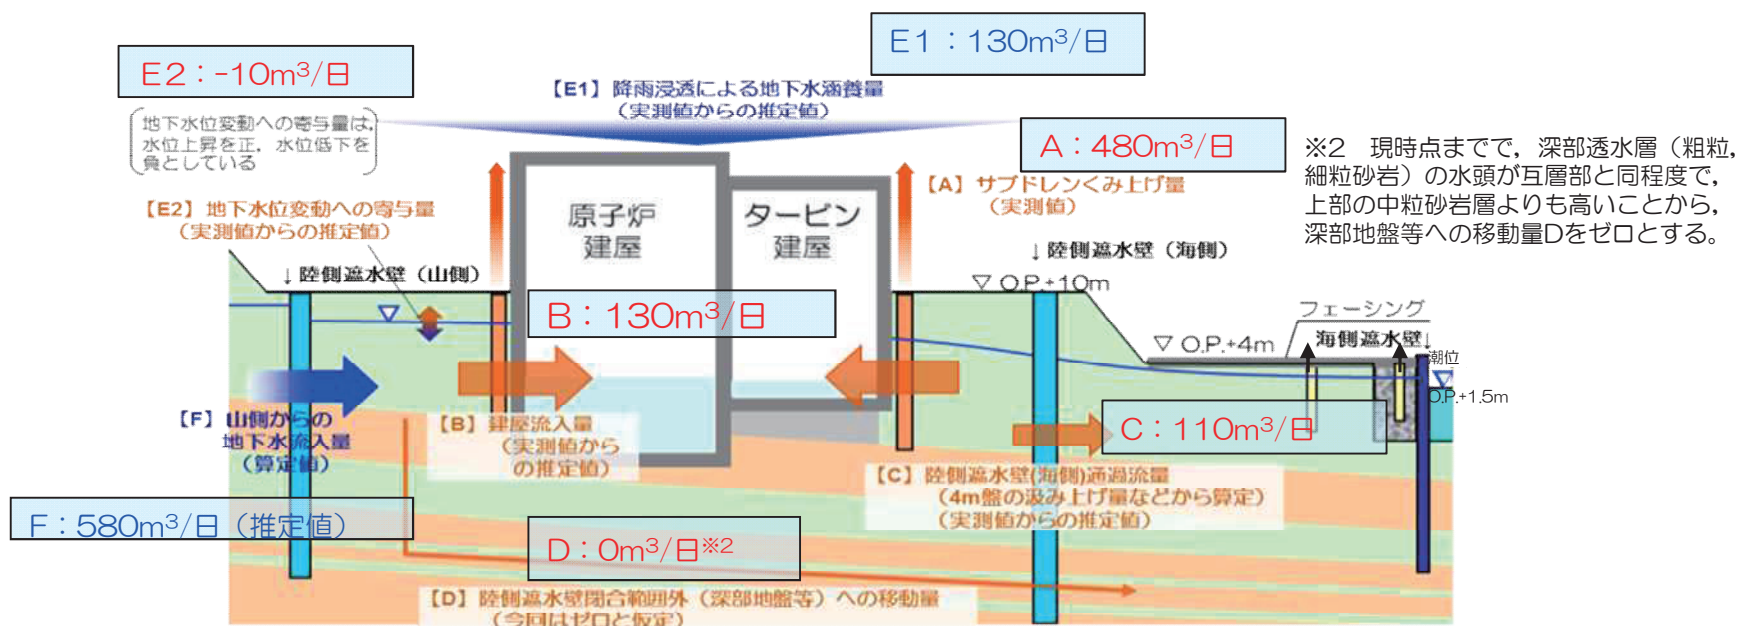 E1：130m³/日
E2：-10m³/日
【E1】降雨浸透による地下水涵養量
（実測値からの推定値）
地下水位変動への寄与量は，
水位上昇を正，水位低下を
負としている
A：480m³/日
※2　現時点までで，深部透水層（粗粒，
細粒砂岩）の水頭が互層部と同程度で，
上部の中粒砂岩層よりも高いことから，
深部地盤等への移動量Dをゼロとする。
【A】サブドレンくみ上げ量
（実測値）
【E2】地下水位変動への寄与量
（実測値からの推定値）
原子炉
建屋
タービン
建屋
↓陸側遮水壁（山側）
↓陸側遮水壁（海側）
▽ O.P.+10m
B：130m³/日
フェーシング
▽ O.P.+4m
海側遮水壁↓
潮位
O.P.+1.5m
【F】山側からの
地下水流入量
（算定値）
【B】建屋流入量
（実測値から
の推定値）
C：110m³/日
【C】陸側遮水壁(海側)通過流量
（4m盤の汲み上げ量などから算定）
（実測値からの推定値）
F：580m³/日（推定値）
D：0m³/日※2
【D】陸側遮水壁閉合範囲外（深部地盤等）への移動量
（今回はゼロと仮定）